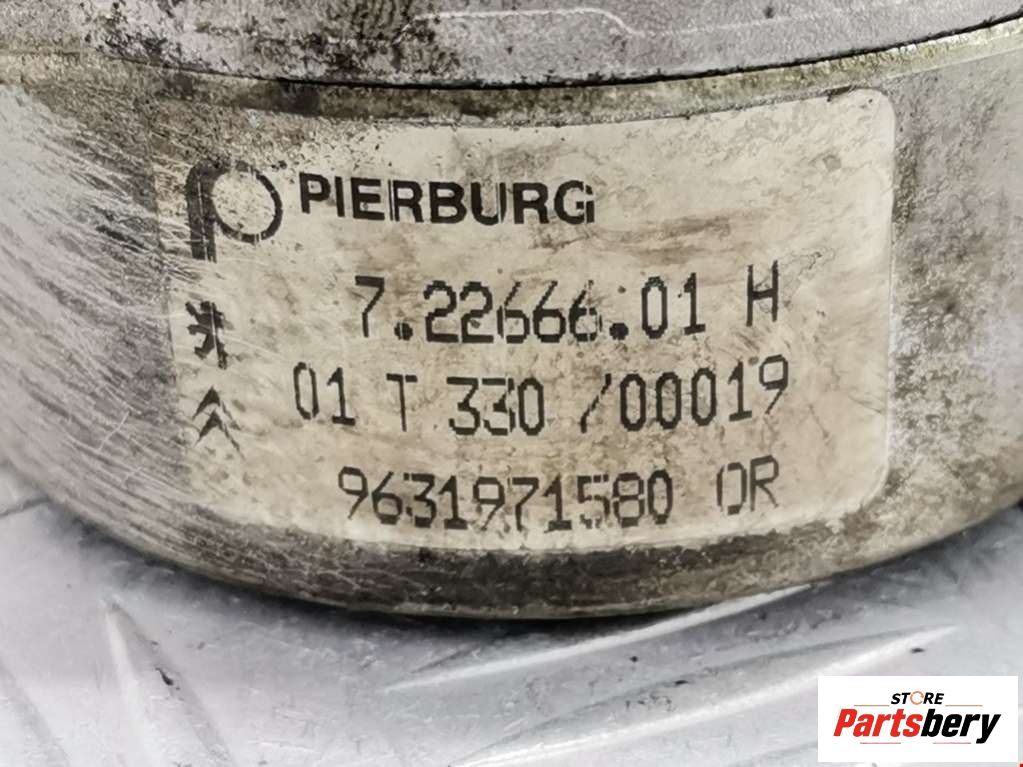 PIERBURG
7.22666.01 H
01 T 330 /00019
9631971580 OR
STORE
Partsbery